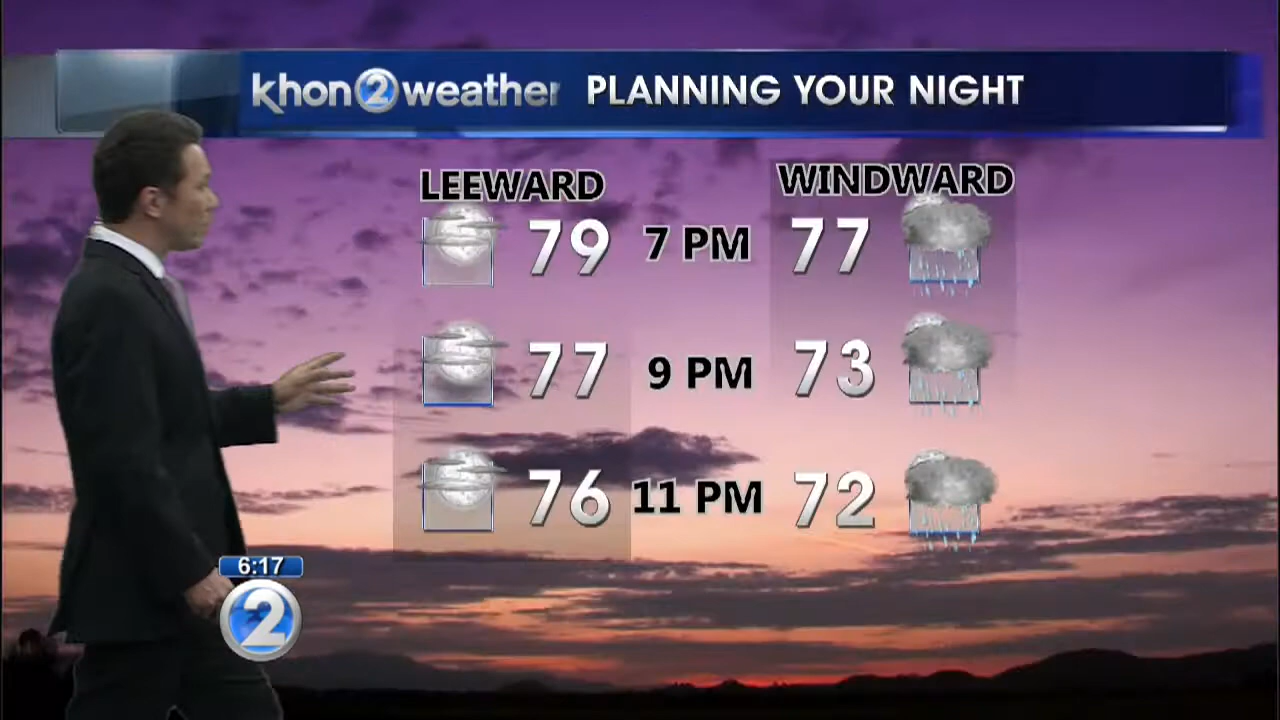 khon2weather PLANNING YOUR NIGHT
LEEWARD WINDWARD
79 7 PM 77
77 9 PM 73
76 11 PM 72
6:17
2